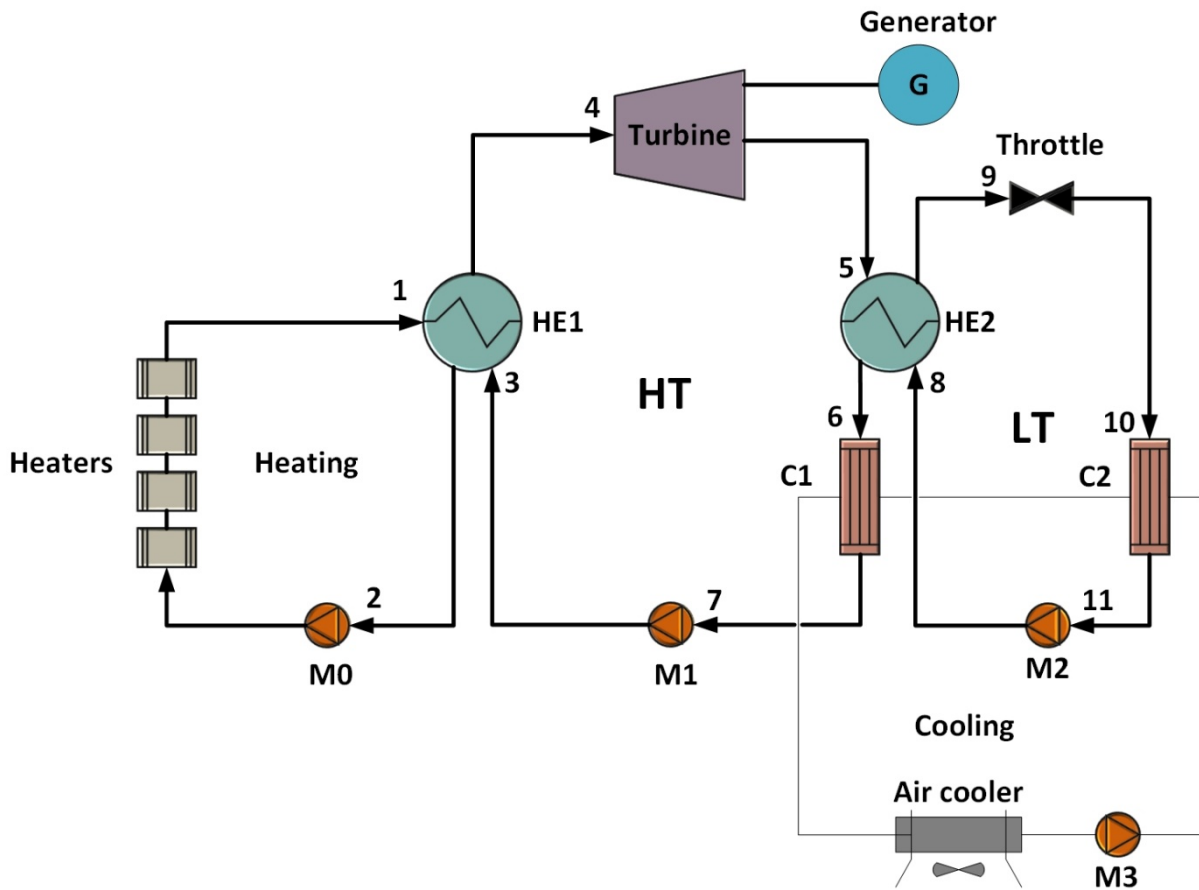 Generator
G
4
Turbine
Throttle
9
5
1
HE1
HE2
3
8
HT
6
10
LT
Heaters
Heating
C1
C2
2
7
11
M0
M1
M2
Cooling
Air cooler
M3